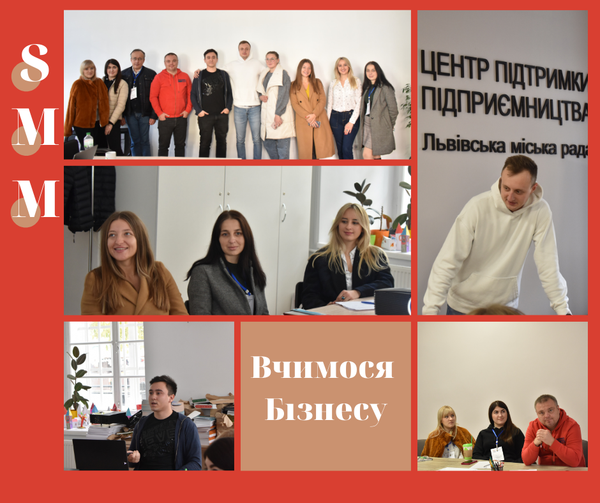 S
M
M
ЦЕНТР ПІДТРИМКИ
ПІДПРИЄМНИЦТВА
Львівська міська рада
Вчимося
Бізнесу